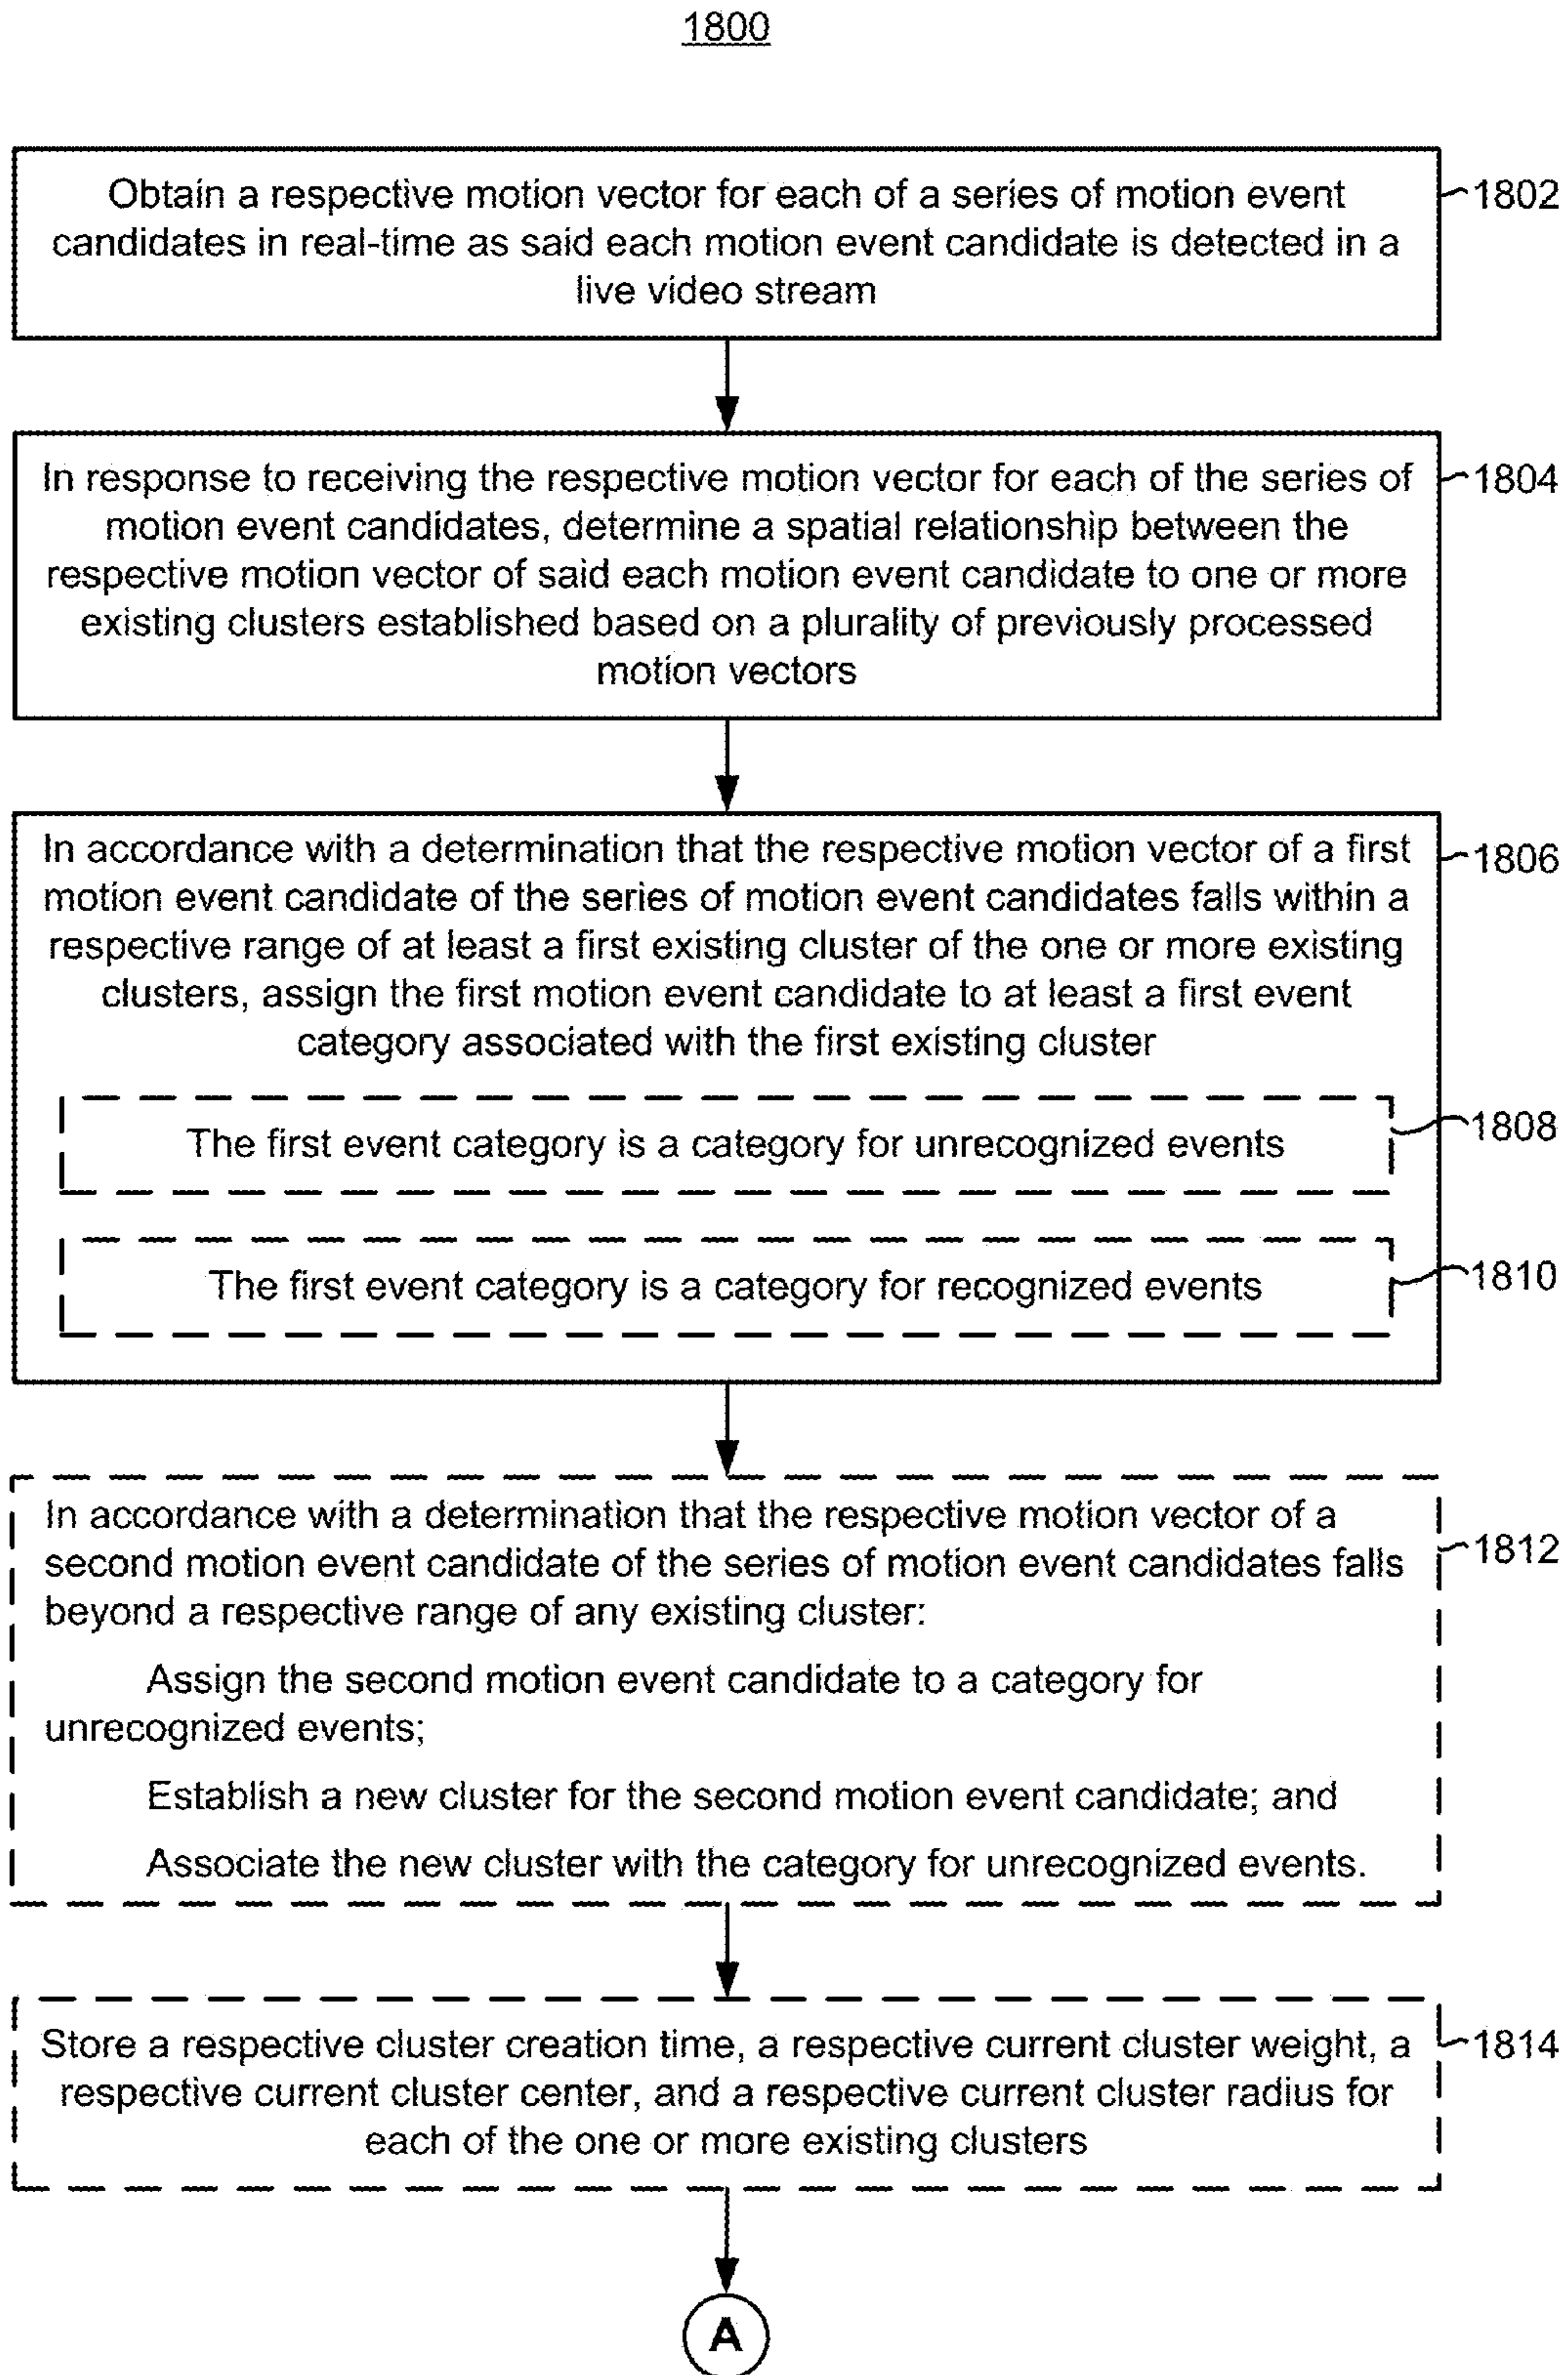 1800
Obtain a respective motion vector for each of a series of motion event
candidates in real-time as said each motion event candidate is detected in a
live video stream
1802
In response to receiving the respective motion vector for each of the series of
motion event candidates, determine a spatial relationship between the
respective motion vector of said each motion event candidate to one or more
existing clusters established based on a plurality of previously processed
motion vectors
1804
In accordance with a determination that the respective motion vector of a first
motion event candidate of the series of motion event candidates falls within a
respective range of at least a first existing cluster of the one or more existing
clusters, assign the first motion event candidate to at least a first event
category associated with the first existing cluster
1806
The first event category is a category for unrecognized events
1808
The first event category is a category for recognized events
1810
In accordance with a determination that the respective motion vector of a
second motion event candidate of the series of motion event candidates falls
beyond a respective range of any existing cluster:
Assign the second motion event candidate to a category for
unrecognized events;
Establish a new cluster for the second motion event candidate; and
Associate the new cluster with the category for unrecognized events.
1812
Store a respective cluster creation time, a respective current cluster weight, a
respective current cluster center, and a respective current cluster radius for
each of the one or more existing clusters
1814
A